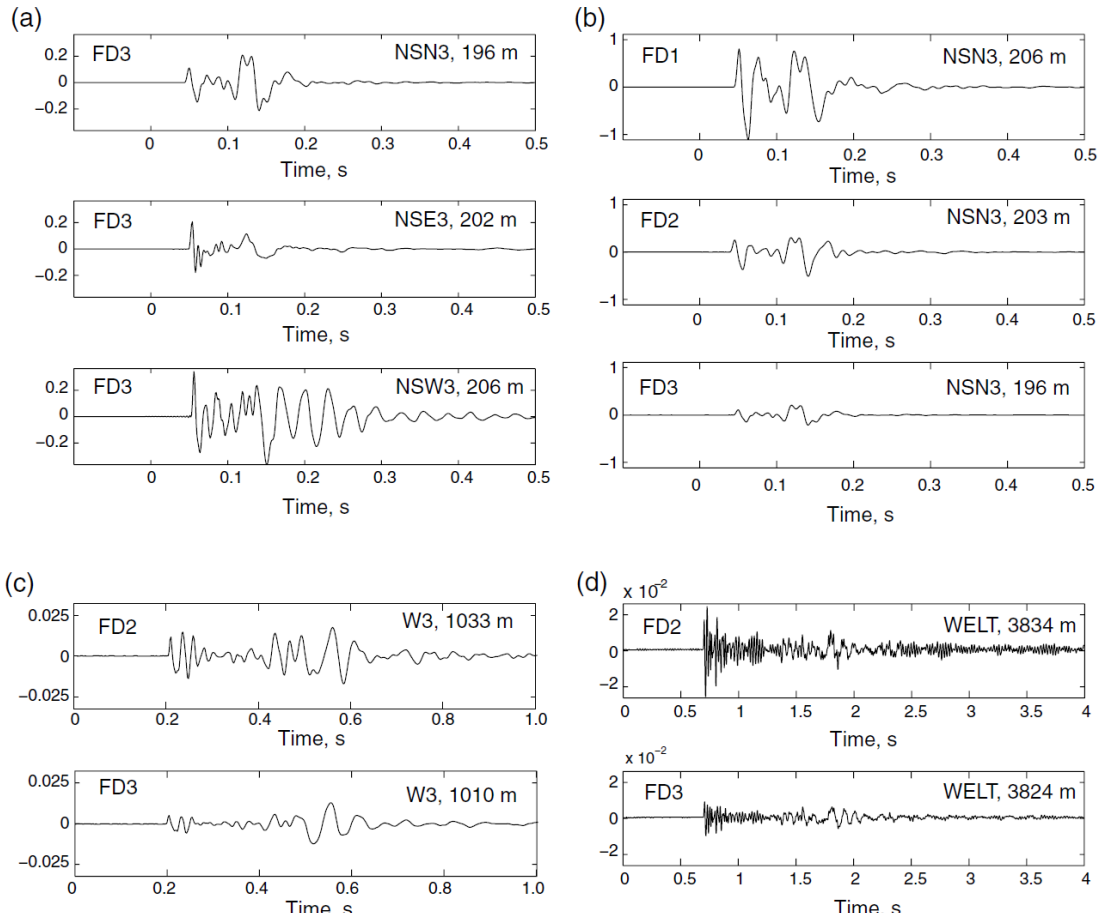 (a)
0.2
0
−0.2
FD3
NSN3, 196 m
0
0.1
0.2
0.3
0.4
0.5
Time, s
0.2
0
−0.2
FD3
NSE3, 202 m
0
0.1
0.2
0.3
0.4
0.5
Time, s
0.2
0
−0.2
FD3
NSW3, 206 m
0
0.1
0.2
0.3
0.4
0.5
Time, s
(b)
1
0
−1
FD1
NSN3, 206 m
0
0.1
0.2
0.3
0.4
0.5
Time, s
1
0
−1
FD2
NSN3, 203 m
0
0.1
0.2
0.3
0.4
0.5
Time, s
1
0
−1
FD3
NSN3, 196 m
0
0.1
0.2
0.3
0.4
0.5
Time, s
(c)
0.025
0
−0.025
FD2
W3, 1033 m
0
0.2
0.4
0.6
0.8
1.0
Time, s
0.025
0
−0.025
FD3
W3, 1010 m
0
0.2
0.4
0.6
0.8
1.0
Time, s
(d)
x 10⁻²
2
0
−2
FD2
WELT, 3834 m
0
0.5
1
1.5
2
2.5
3
3.5
4
Time, s
x 10⁻²
2
0
−2
FD3
WELT, 3824 m
0
0.5
1
1.5
2
2.5
3
3.5
4
Time, s